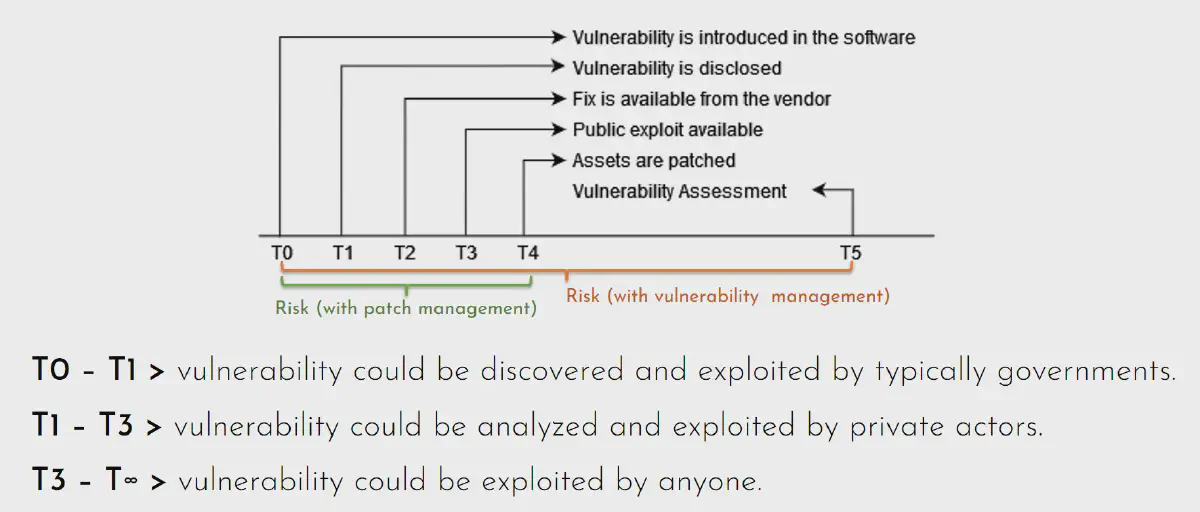 Vulnerability is introduced in the software
Vulnerability is disclosed
Fix is available from the vendor
Public exploit available
Assets are patched
Vulnerability Assessment
T0 T1 T2 T3 T4 T5
Risk (with patch management)
Risk (with vulnerability management)
T0 - T1 > vulnerability could be discovered and exploited by typically governments.
T1 - T3 > vulnerability could be analyzed and exploited by private actors.
T3 - T∞ > vulnerability could be exploited by anyone.